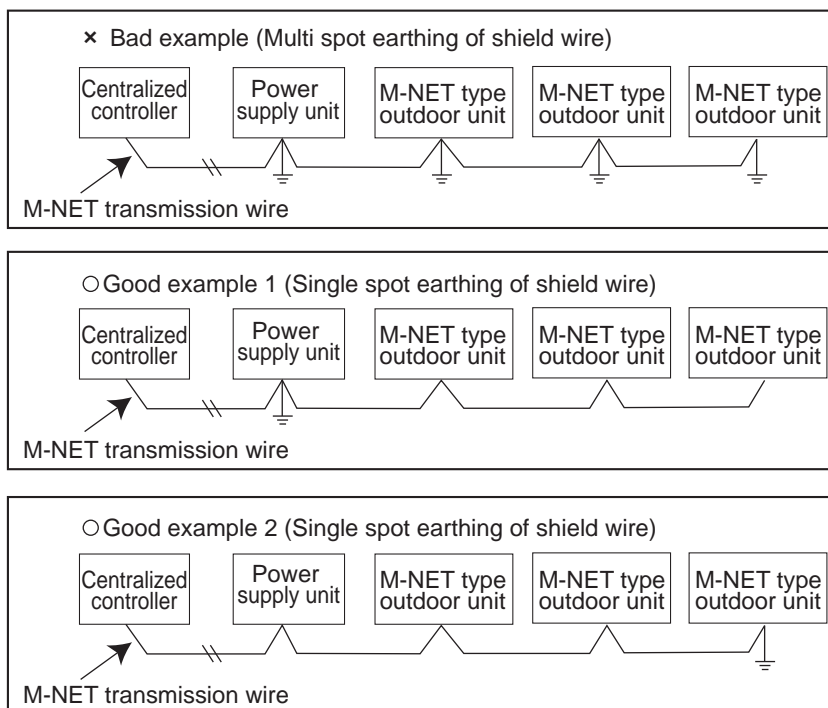 × Bad example (Multi spot earthing of shield wire)
Centralized controller
Power supply unit
M-NET type outdoor unit
M-NET type outdoor unit
M-NET type outdoor unit
M-NET transmission wire
○Good example 1 (Single spot earthing of shield wire)
Centralized controller
Power supply unit
M-NET type outdoor unit
M-NET type outdoor unit
M-NET type outdoor unit
M-NET transmission wire
○Good example 2 (Single spot earthing of shield wire)
Centralized controller
Power supply unit
M-NET type outdoor unit
M-NET type outdoor unit
M-NET type outdoor unit
M-NET transmission wire